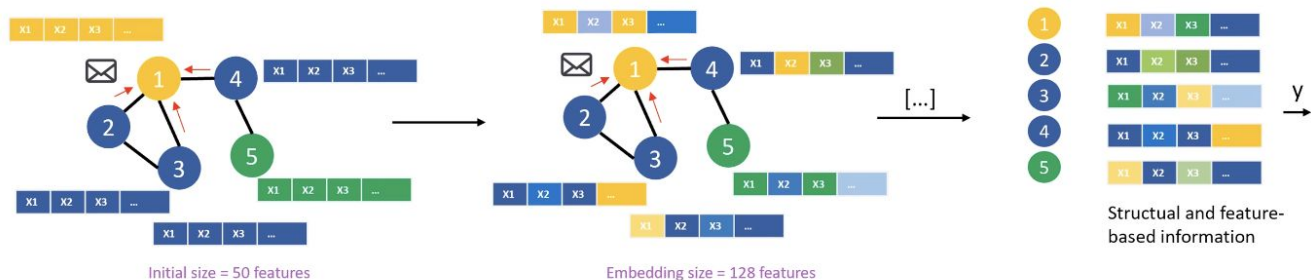 X1 X2 X3 ...
1
4
X1 X2 X3 ...
2
3
5
X1 X2 X3 ...
X1 X2 X3 ...
X1 X2 X3 ...
Initial size = 50 features
X1 X2 X3 ...
1
4
X1 X2 X3 ...
2
3
5
X1 X2 X3 ...
X1 X2 X3 ...
X1 X2 X3 ...
Embedding size = 128 features
[...]
1 X1 X2 X3 ...
2 X1 X2 X3 ...
3 X1 X2 X3 ...
4 X1 X2 X3 ...
5 X1 X2 X3 ...
y
Structual and feature-
based information